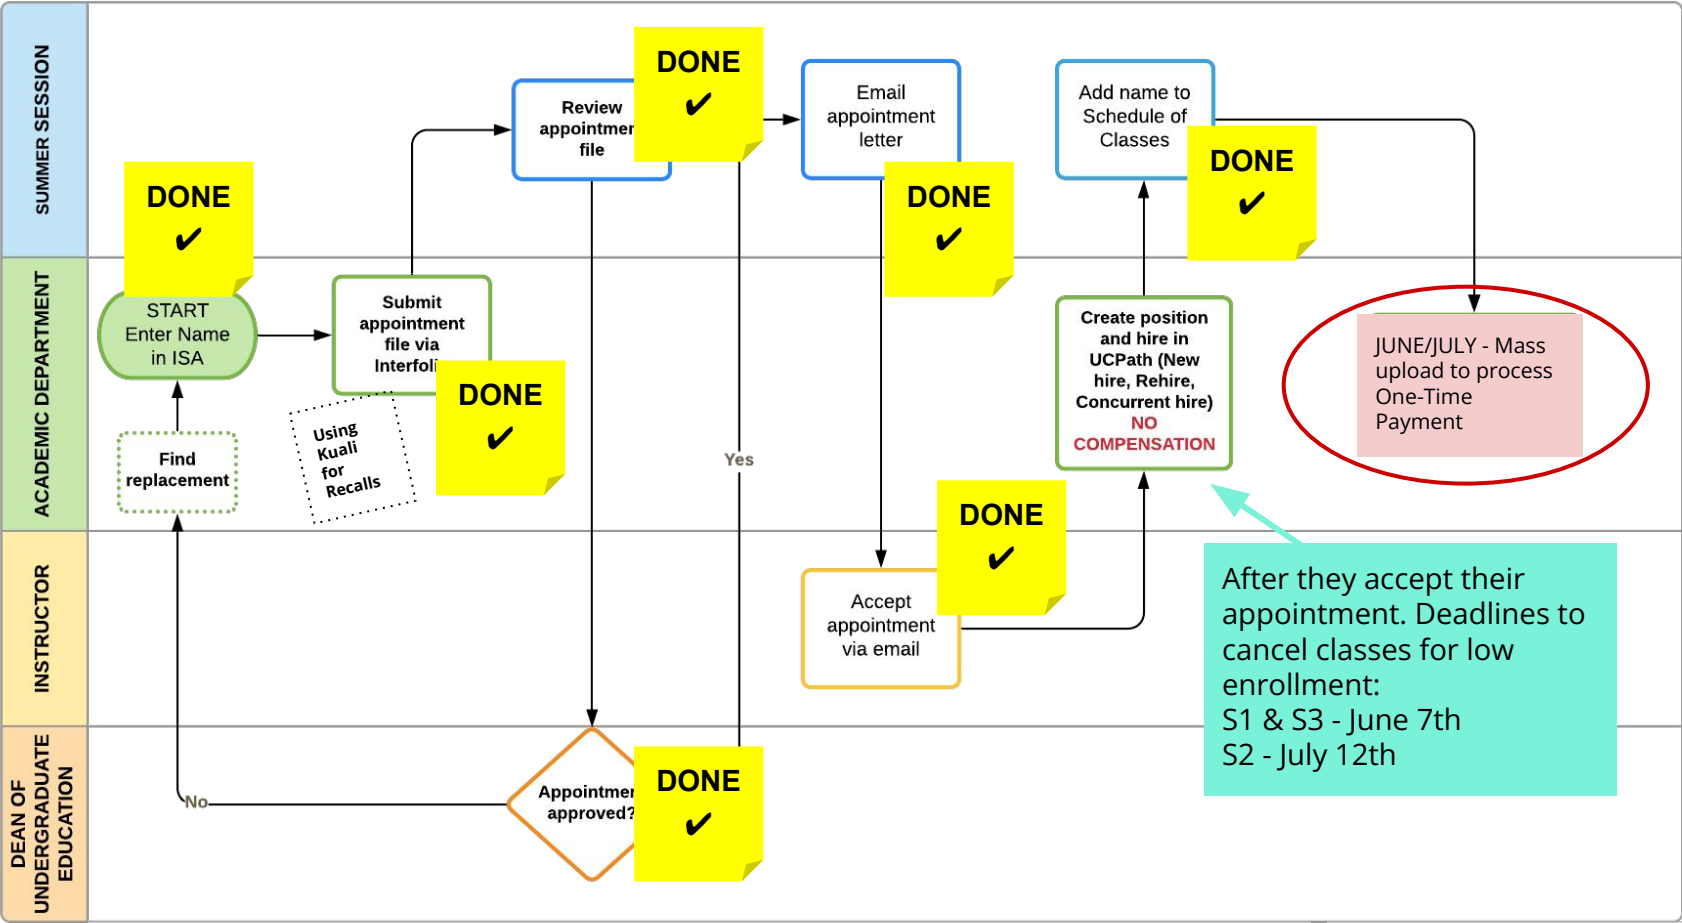 SUMMER SESSION
DONE
✔
Review
appointmen
file
DONE
✔
Email
appointment
letter
DONE
✔
Add name to
Schedule of
Classes
DONE
✔
ACADEMIC DEPARTMENT
START
Enter Name
in ISA
Submit
appointment
file via
Interfoli
DONE
✔
Using
Kuali
for
Recalls
Find
replacement
Yes
Create position
and hire in
UCPath (New
hire, Rehire,
Concurrent hire)
NO
COMPENSATION
JUNE/JULY - Mass
upload to process
One-Time
Payment
INSTRUCTOR
DONE
✔
Accept
appointment
via email
After they accept their
appointment. Deadlines to
cancel classes for low
enrollment:
S1 & S3 - June 7th
S2 - July 12th
DEAN OF
UNDERGRADUATE
EDUCATION
No
Appointmen
approved?
DONE
✔